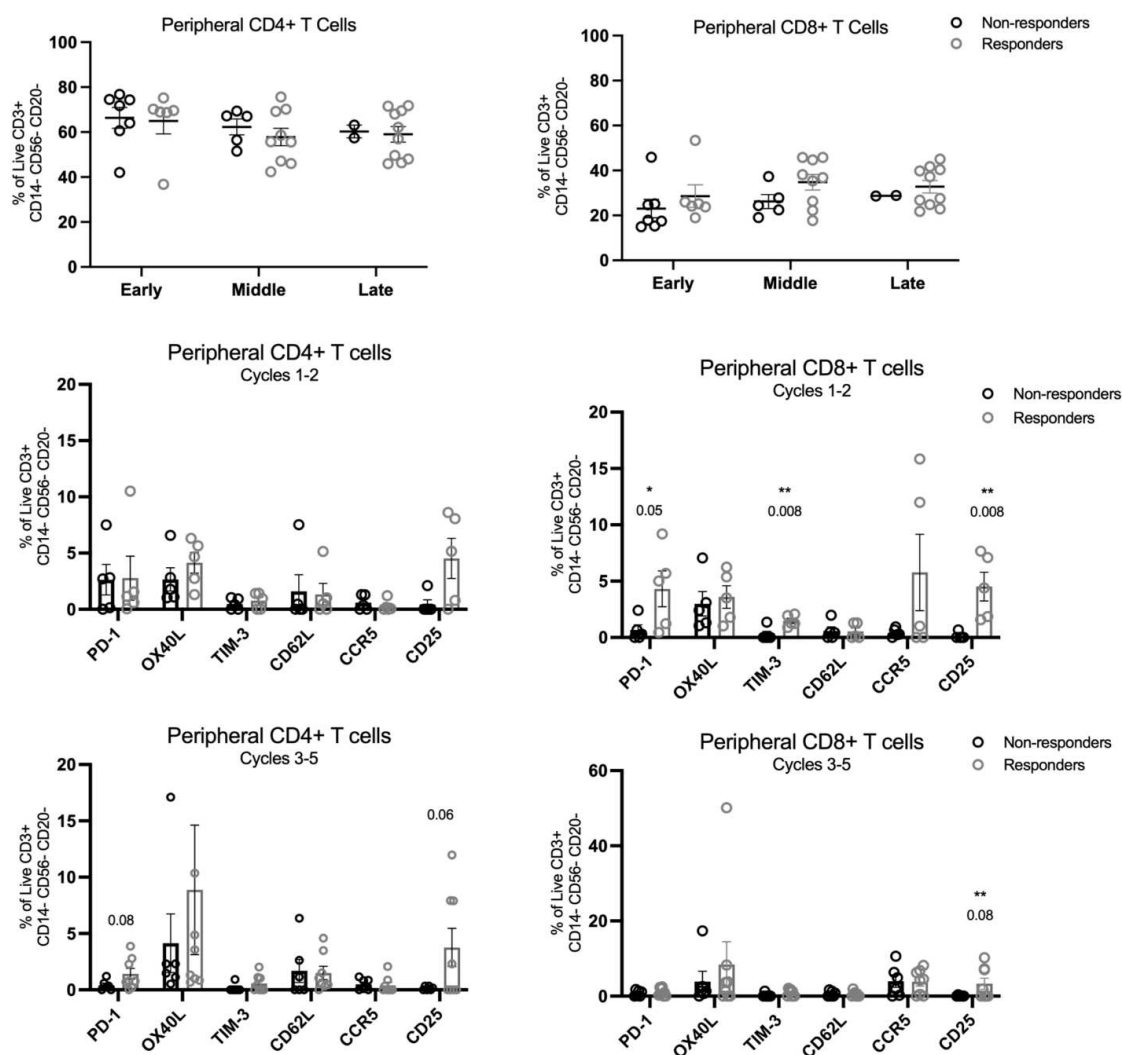 Peripheral CD4+ T Cells
% of Live CD3+
CD14- CD56- CD20-
100
80
60
40
20
0
Early
Middle
Late
Peripheral CD8+ T Cells
Non-responders
Responders
% of Live CD3+
CD14- CD56- CD20-
100
80
60
40
20
0
Early
Middle
Late
Peripheral CD4+ T cells
Cycles 1-2
% of Live CD3+
CD14- CD56- CD20-
20
15
10
5
0
PD-1
OX40L
TIM-3
CD62L
CCR5
CD25
Peripheral CD8+ T cells
Cycles 1-2
Non-responders
Responders
% of Live CD3+
CD14- CD56- CD20-
20
15
10
5
0
*
0.05
**
0.008
**
0.008
PD-1
OX40L
TIM-3
CD62L
CCR5
CD25
Peripheral CD4+ T cells
Cycles 3-5
% of Live CD3+
CD14- CD56- CD20-
20
15
10
5
0
0.08
0.06
PD-1
OX40L
TIM-3
CD62L
CCR5
CD25
Peripheral CD8+ T cells
Cycles 3-5
Non-responders
Responders
% of Live CD3+
CD14- CD56- CD20-
60
40
20
0
**
0.08
PD-1
OX40L
TIM-3
CD62L
CCR5
CD25